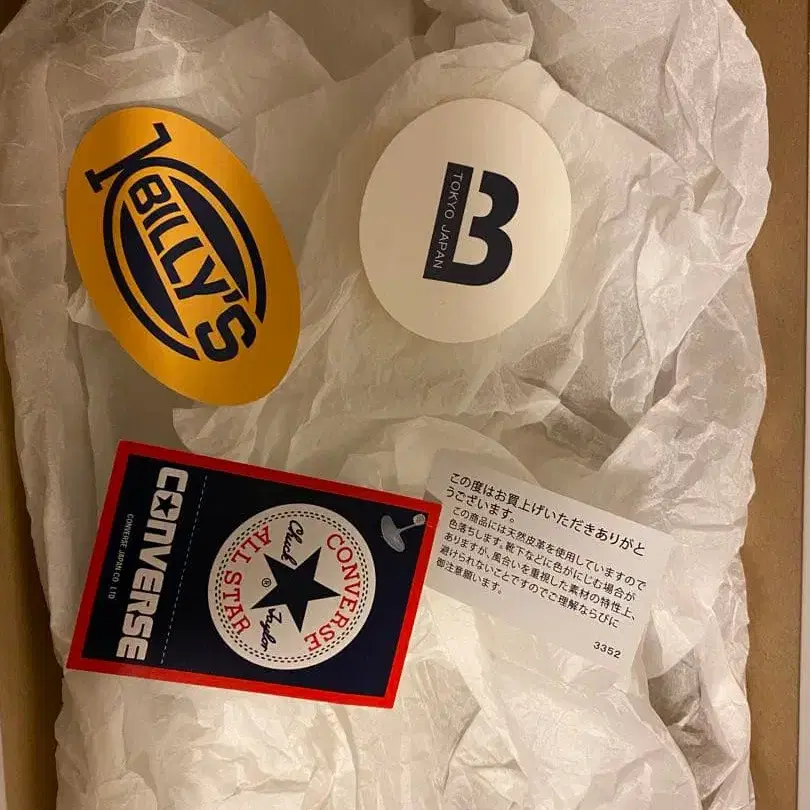 BILLY'S
B
TOKYO JAPAN
CONVERSE
ALL STAR
Chuck
Taylor
®
CONVERSE
CONVERSE JAPAN CO LTD
この度はお買上げいただきありがと
うございます。
この商品には天然皮革を使用していますので
色落ちします。靴下などに色がにじむ場合が
ありますが、風合いを重視した素材の特性上、
避けられないことですのでご理解ならびに
御注意願います。
3352